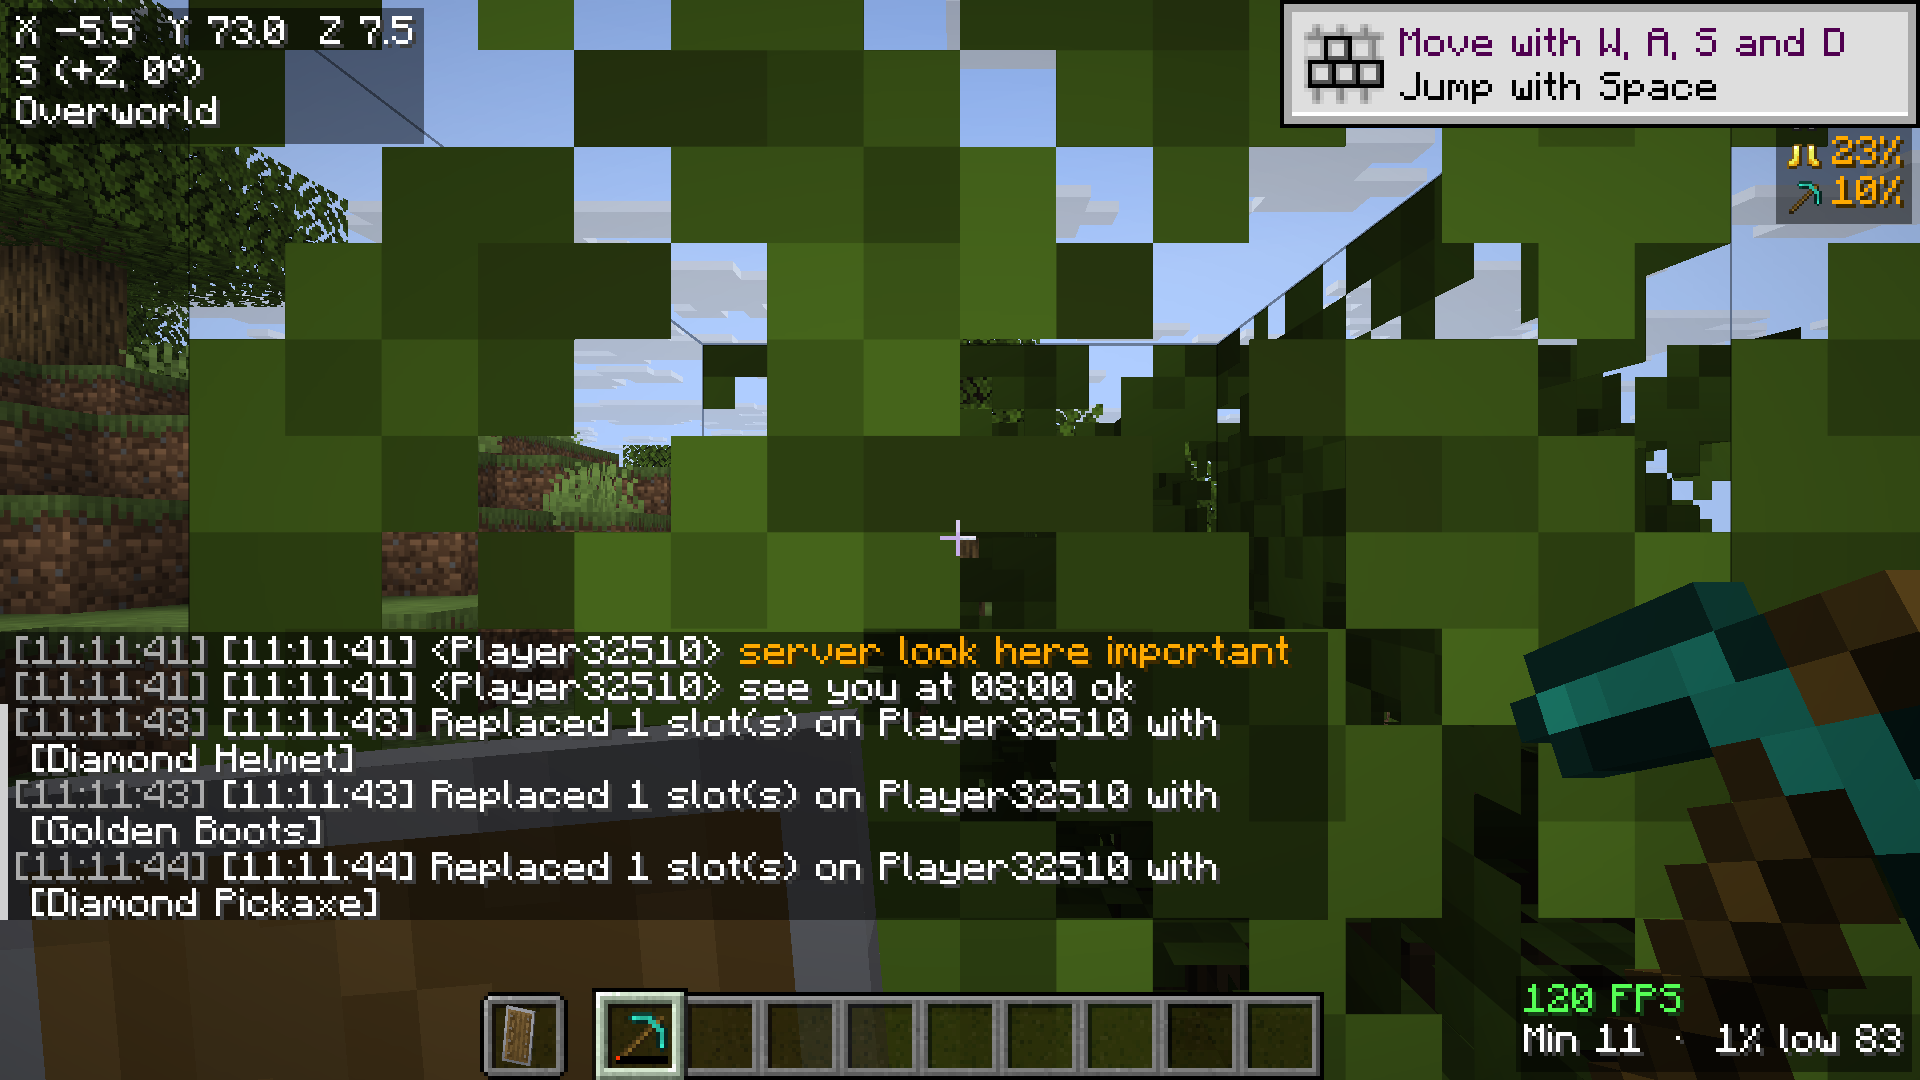 X -5.5 Y 73.0 Z 7.5
S (+Z, 0°)
Overworld
Move with W, A, S and D
Jump with Space
23%
10%
[11:11:41] [11:11:41] <Player32510> server look here important
[11:11:41] [11:11:41] <Player32510> see you at 08:00 ok
[11:11:43] [11:11:43] Replaced 1 slot(s) on Player32510 with
[Diamond Helmet]
[11:11:43] [11:11:43] Replaced 1 slot(s) on Player32510 with
[Golden Boots]
[11:11:44] [11:11:44] Replaced 1 slot(s) on Player32510 with
[Diamond Pickaxe]
120 FPS
Min 11 · 1% low 83